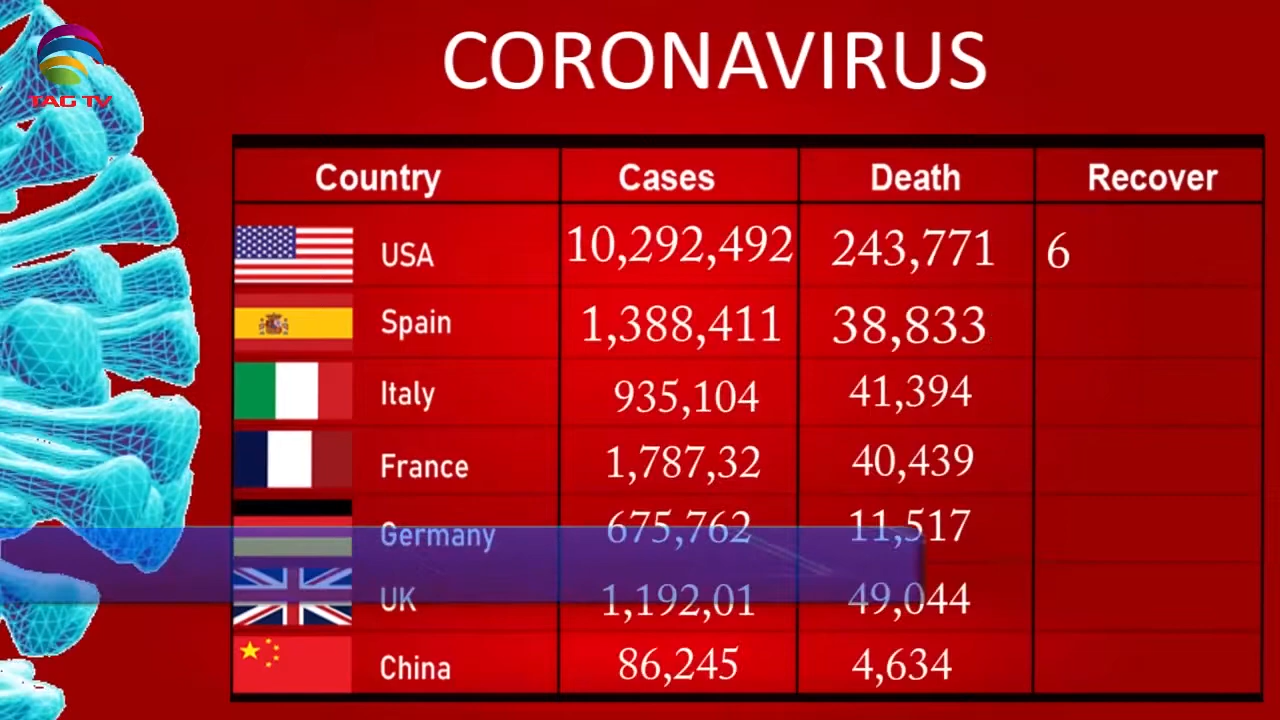 TAG TV
CORONAVIRUS
Country Cases Death Recover
USA 10,292,492 243,771 6
Spain 1,388,411 38,833
Italy 935,104 41,394
France 1,787,32 40,439
Germany 675,762 11,517
UK 1,192,01 49,044
China 86,245 4,634